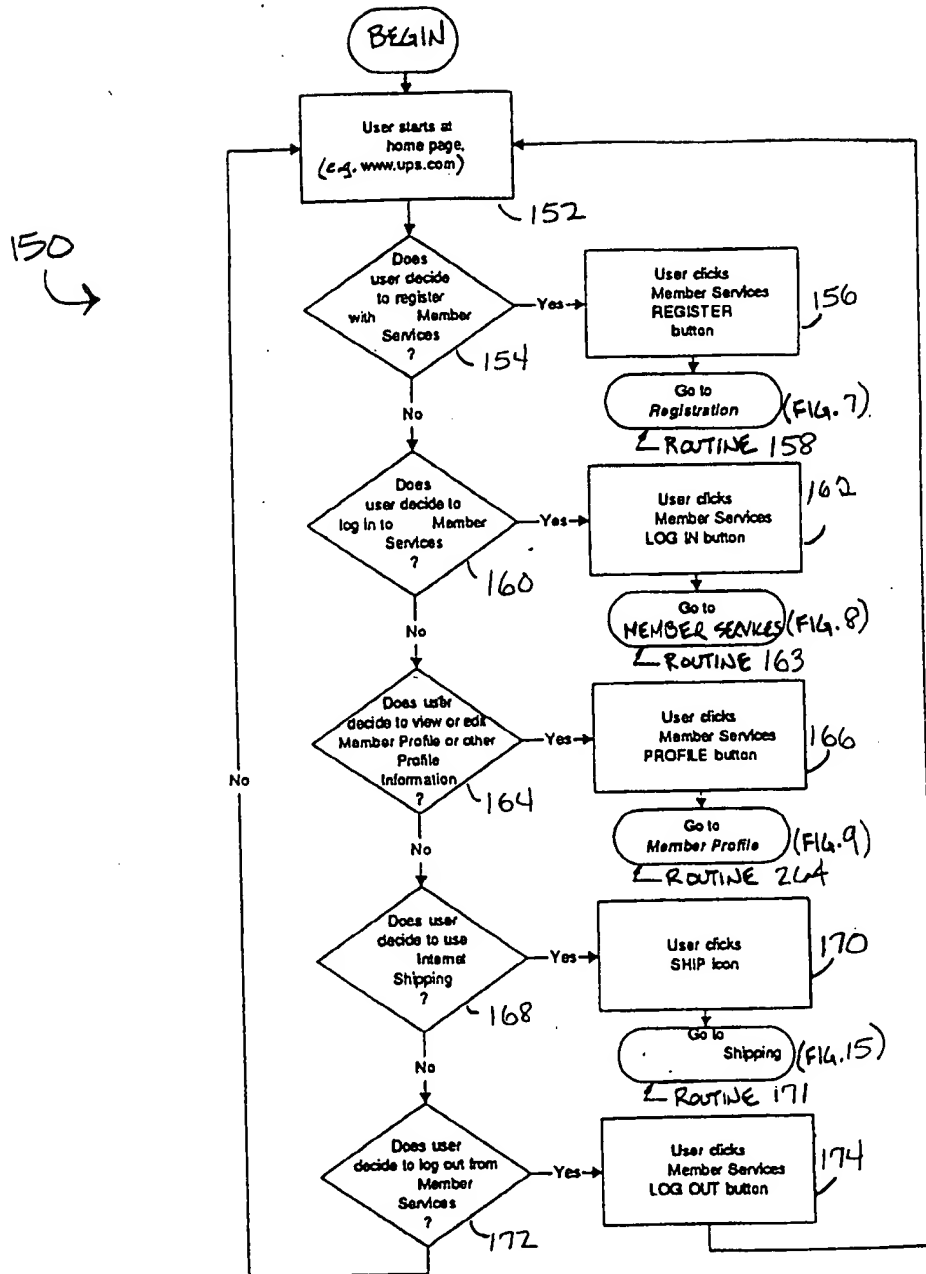 BEGIN
User starts at
home page,
(e.g. www.ups.com)
152
150
Does
user decide
to register
with Member
Services
?
154
Yes
User clicks
Member Services
REGISTER
button
156
Go to
Registration
(FIG. 7)
ROUTINE 158
No
Does
user decide to
log in to Member
Services
?
160
Yes
User clicks
Member Services
LOG IN button
162
Go to
MEMBER SERVICES
(FIG. 8)
ROUTINE 163
No
Does user
decide to view or edit
Member Profile or other
Profile
Information
?
164
Yes
User clicks
Member Services
PROFILE button
166
Go to
Member Profile
(FIG. 9)
ROUTINE 264
No
No
Does user
decide to use
Internet
Shipping
?
168
Yes
User clicks
SHIP icon
170
Go to
Shipping
(FIG. 15)
ROUTINE 171
No
Does user
decide to log out from
Member
Services
?
172
Yes
User clicks
Member Services
LOG OUT button
174